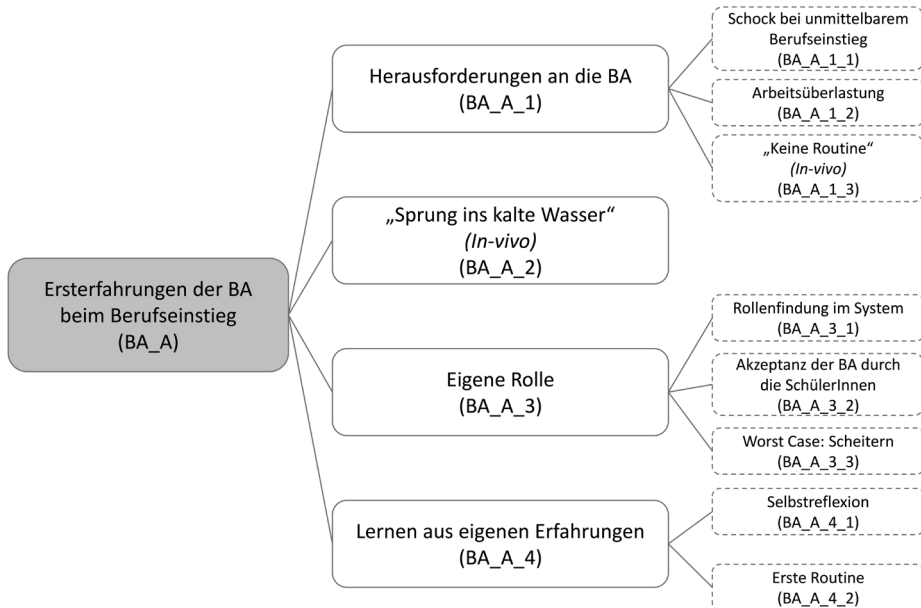 Ersterfahrungen der BA
beim Berufseinstieg
(BA_A)
Herausforderungen an die BA
(BA_A_1)
Schock bei unmittelbarem
Berufseinstieg
(BA_A_1_1)
Arbeitsüberlastung
(BA_A_1_2)
„Keine Routine“
(In-vivo)
(BA_A_1_3)
„Sprung ins kalte Wasser“
(In-vivo)
(BA_A_2)
Eigene Rolle
(BA_A_3)
Rollenfindung im System
(BA_A_3_1)
Akzeptanz der BA durch
die SchülerInnen
(BA_A_3_2)
Worst Case: Scheitern
(BA_A_3_3)
Lernen aus eigenen Erfahrungen
(BA_A_4)
Selbstreflexion
(BA_A_4_1)
Erste Routine
(BA_A_4_2)